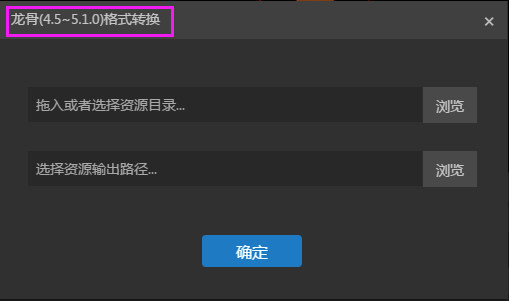 龙骨(4.5~5.1.0)格式转换
拖入或者选择资源目录...
浏览
选择资源输出路径...
浏览
确定